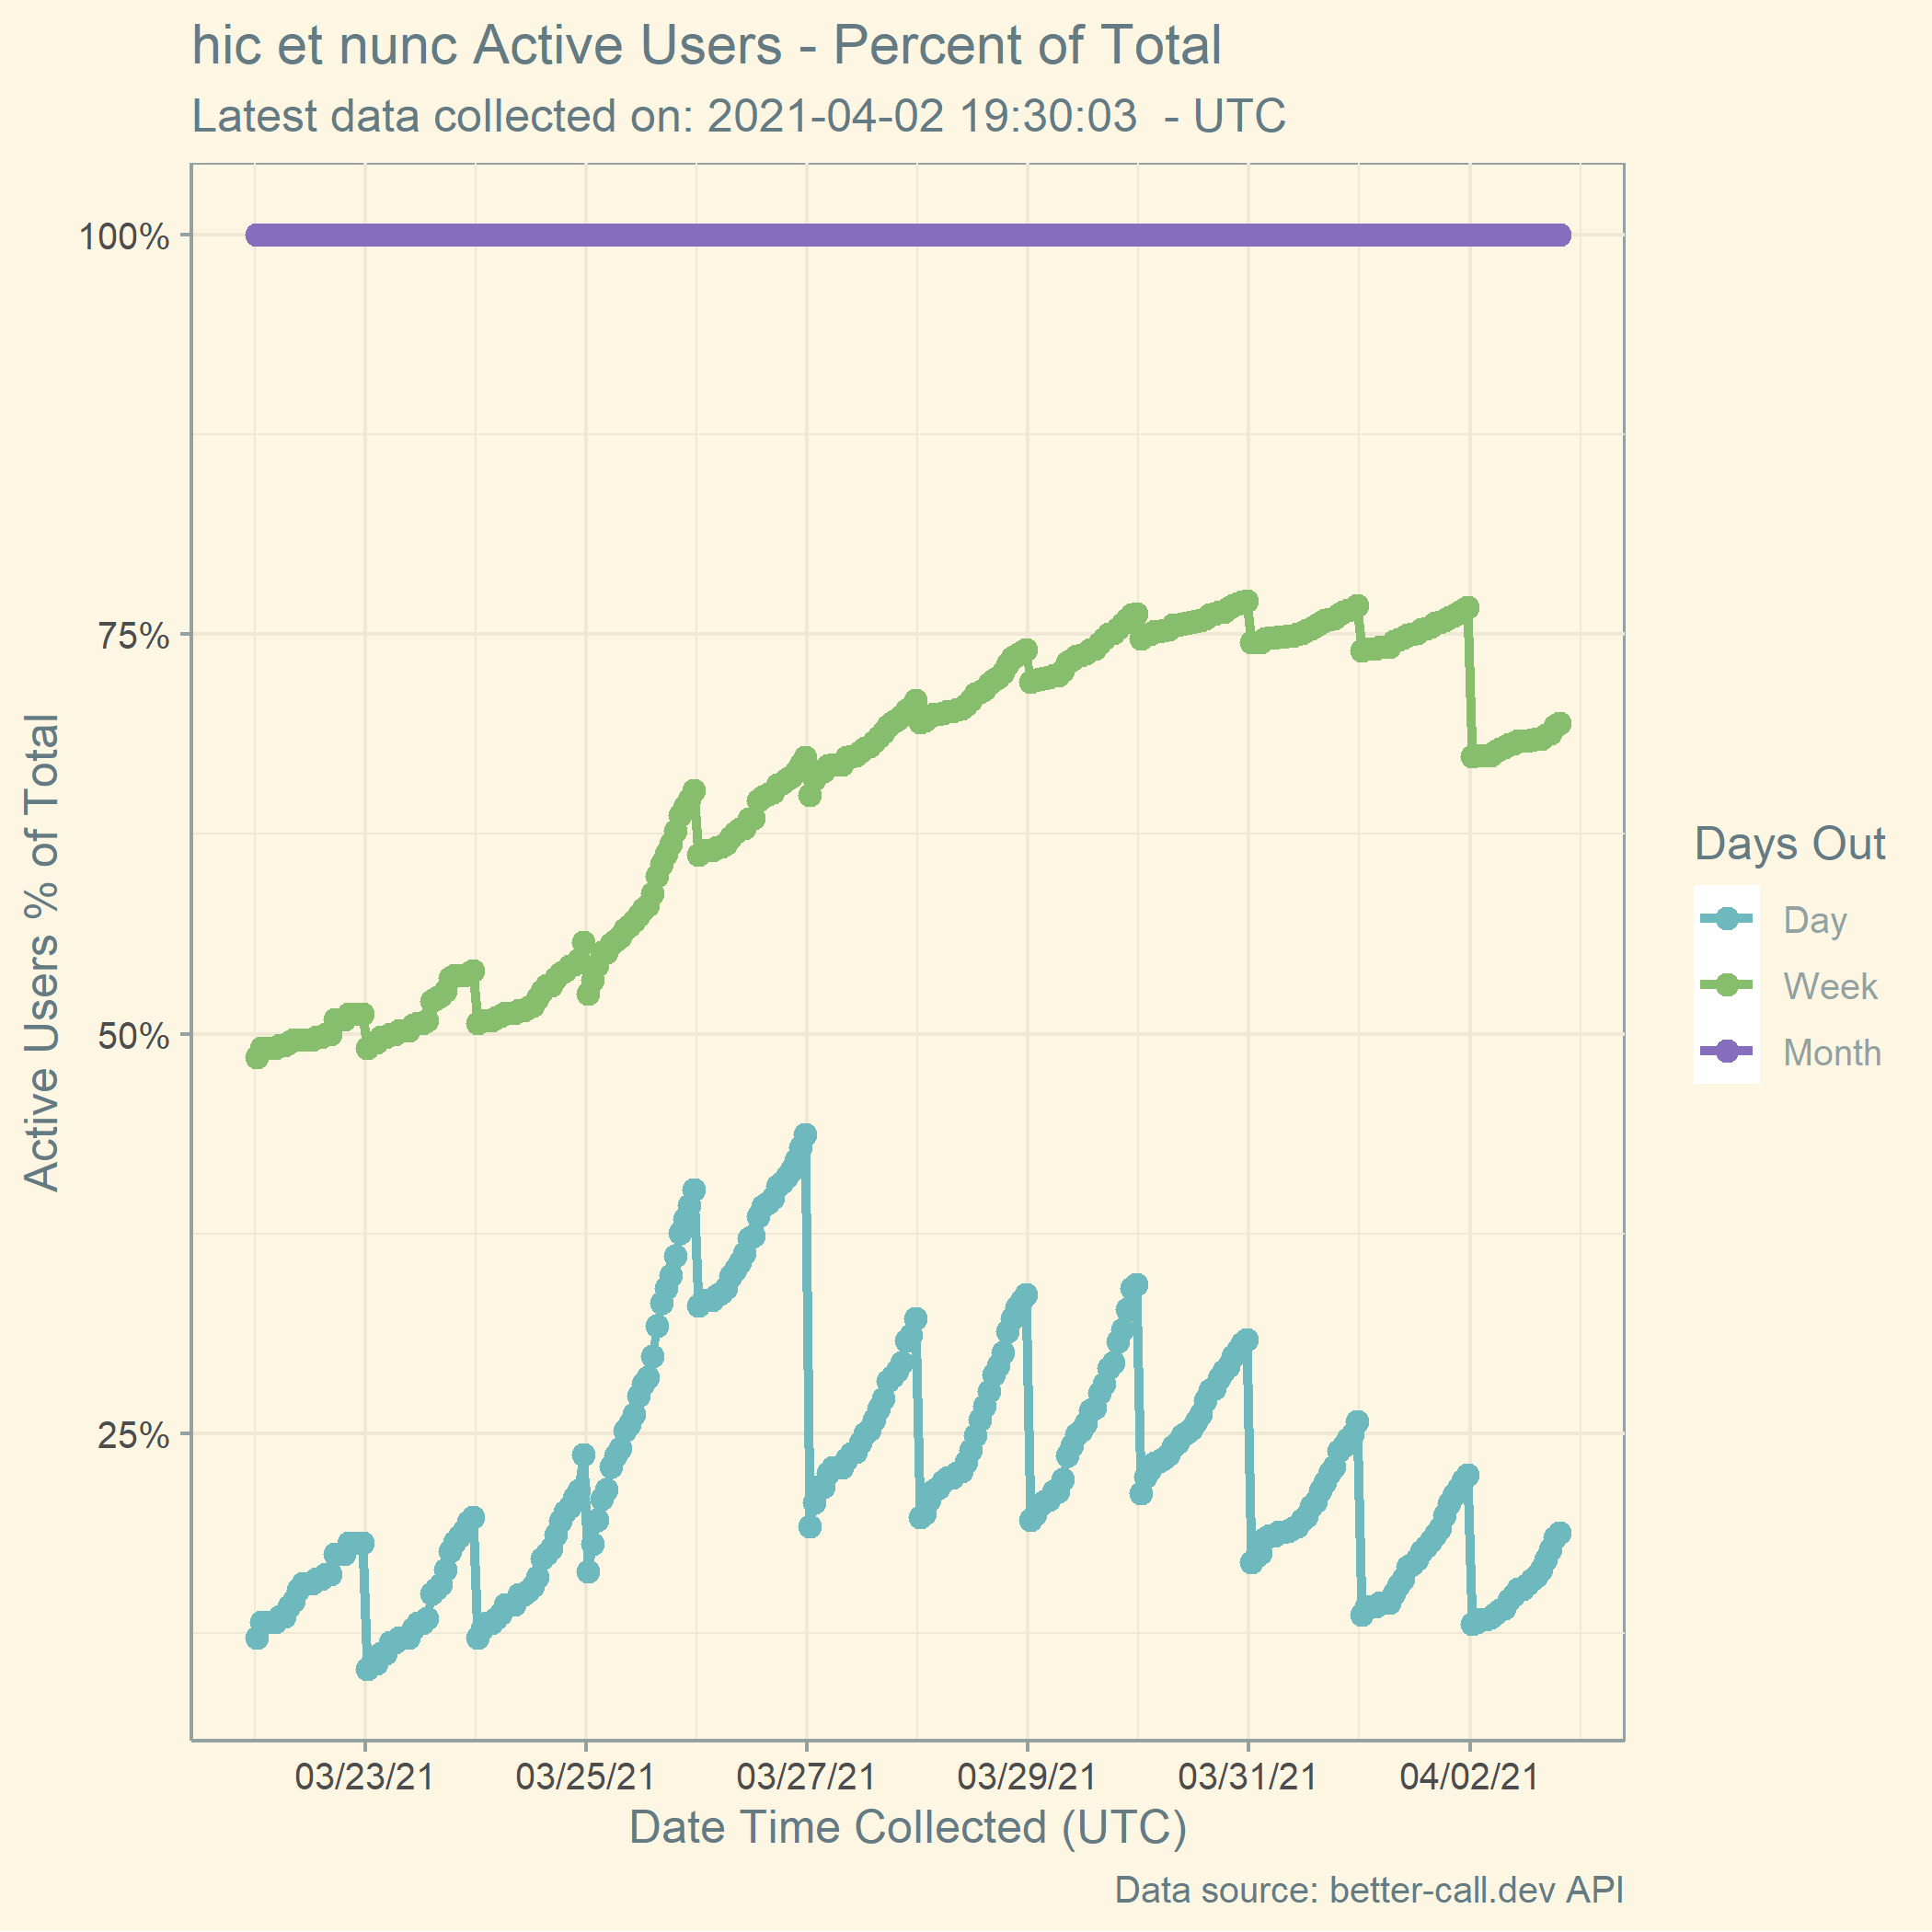 hic et nunc Active Users - Percent of Total
Latest data collected on: 2021-04-02 19:30:03  - UTC
Active Users % of Total
100%
75%
50%
25%
03/23/21 03/25/21 03/27/21 03/29/21 03/31/21 04/02/21
Date Time Collected (UTC)
Days Out
Day
Week
Month
Data source: better-call.dev API